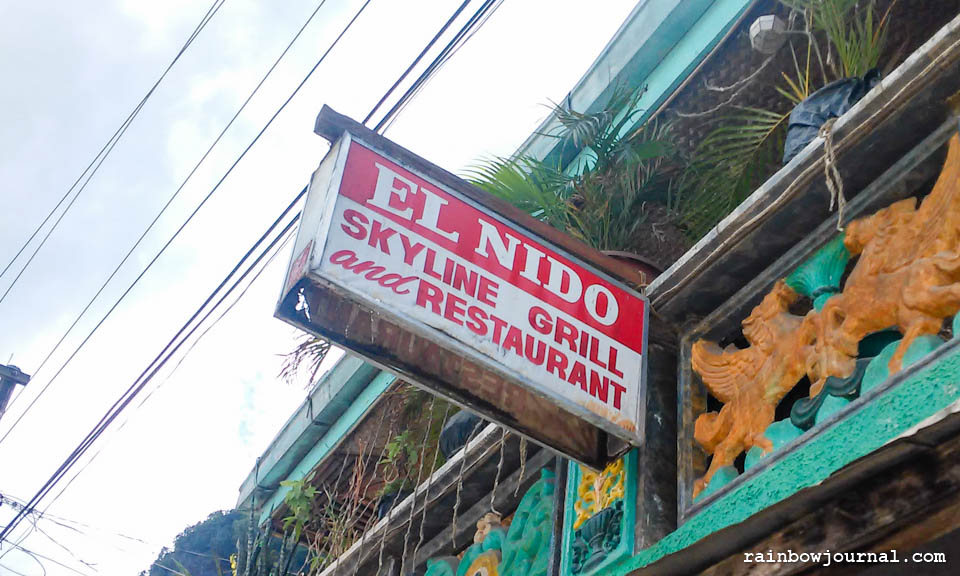 EL NIDO
SKYLINE GRILL
and RESTAURANT
rainbowjournal.com